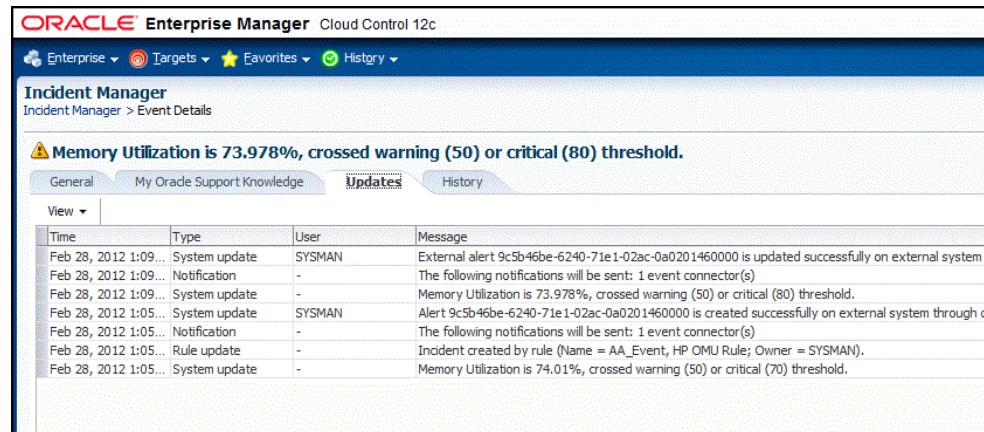 ORACLE Enterprise Manager Cloud Control 12c
Enterprise Targets Favorites History
Incident Manager
Incident Manager > Event Details
Memory Utilization is 73.978%, crossed warning (50) or critical (80) threshold.
General My Oracle Support Knowledge Updates History
View
Time Type User Message
Feb 28, 2012 1:09... System update SYSMAN External alert 9c5b46be-6240-71e1-02ac-0a0201460000 is updated successfully on external system
Feb 28, 2012 1:09... Notification - The following notifications will be sent: 1 event connector(s)
Feb 28, 2012 1:09... System update - Memory Utilization is 73.978%, crossed warning (50) or critical (80) threshold.
Feb 28, 2012 1:05... System update SYSMAN Alert 9c5b46be-6240-71e1-02ac-0a0201460000 is created successfully on external system through
Feb 28, 2012 1:05... Notification - The following notifications will be sent: 1 event connector(s)
Feb 28, 2012 1:05... Rule update - Incident created by rule (Name = AA_Event, HP OMU Rule; Owner = SYSMAN).
Feb 28, 2012 1:05... System update - Memory Utilization is 74.01%, crossed warning (50) or critical (70) threshold.